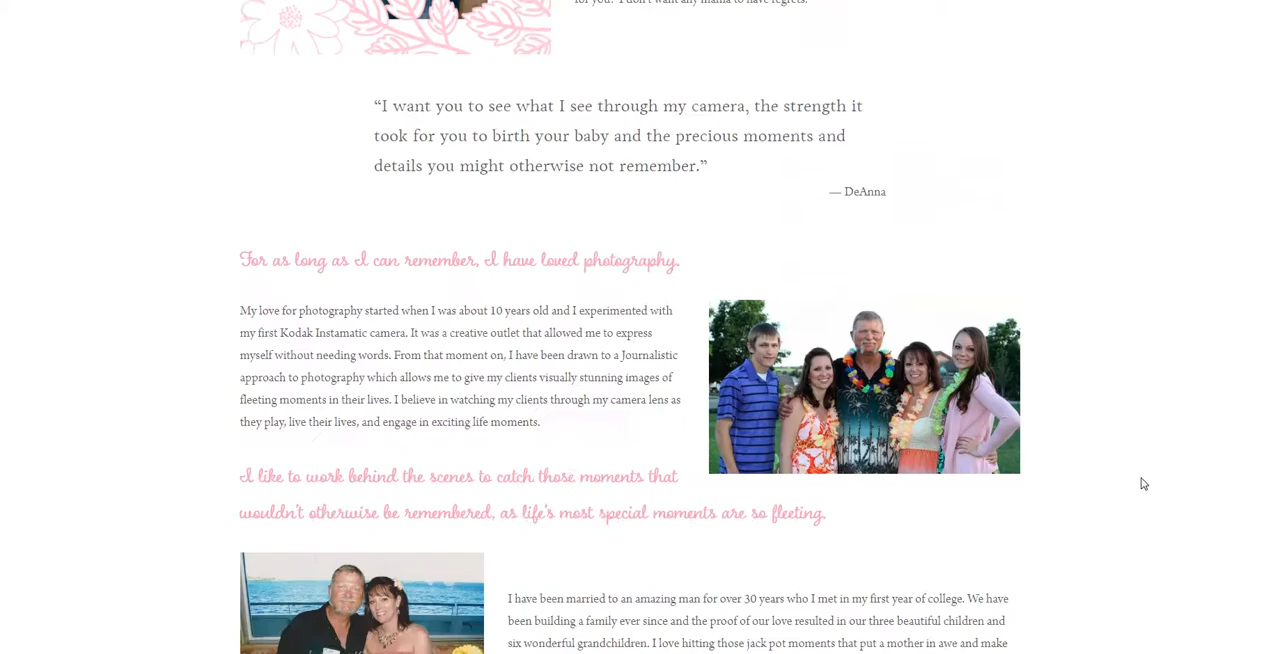 for you? I don't want any mama to have regrets.
“I want you to see what I see through my camera, the strength it
took for you to birth your baby and the precious moments and
details you might otherwise not remember.”
— DeAnna
For as long as I can remember, I have loved photography.
My love for photography started when I was about 10 years old and I experimented with
my first Kodak Instamatic camera. It was a creative outlet that allowed me to express
myself without needing words. From that moment on, I have been drawn to a Journalistic
approach to photography which allows me to give my clients visually stunning images of
fleeting moments in their lives. I believe in watching my clients through my camera lens as
they play, live their lives, and engage in exciting life moments.
I like to work behind the scenes to catch those moments that
wouldn't otherwise be remembered, as life's most special moments are so fleeting.
I have been married to an amazing man for over 30 years who I met in my first year of college. We have
been building a family ever since and the proof of our love resulted in our three beautiful children and
six wonderful grandchildren. I love hitting those jack pot moments that put a mother in awe and make